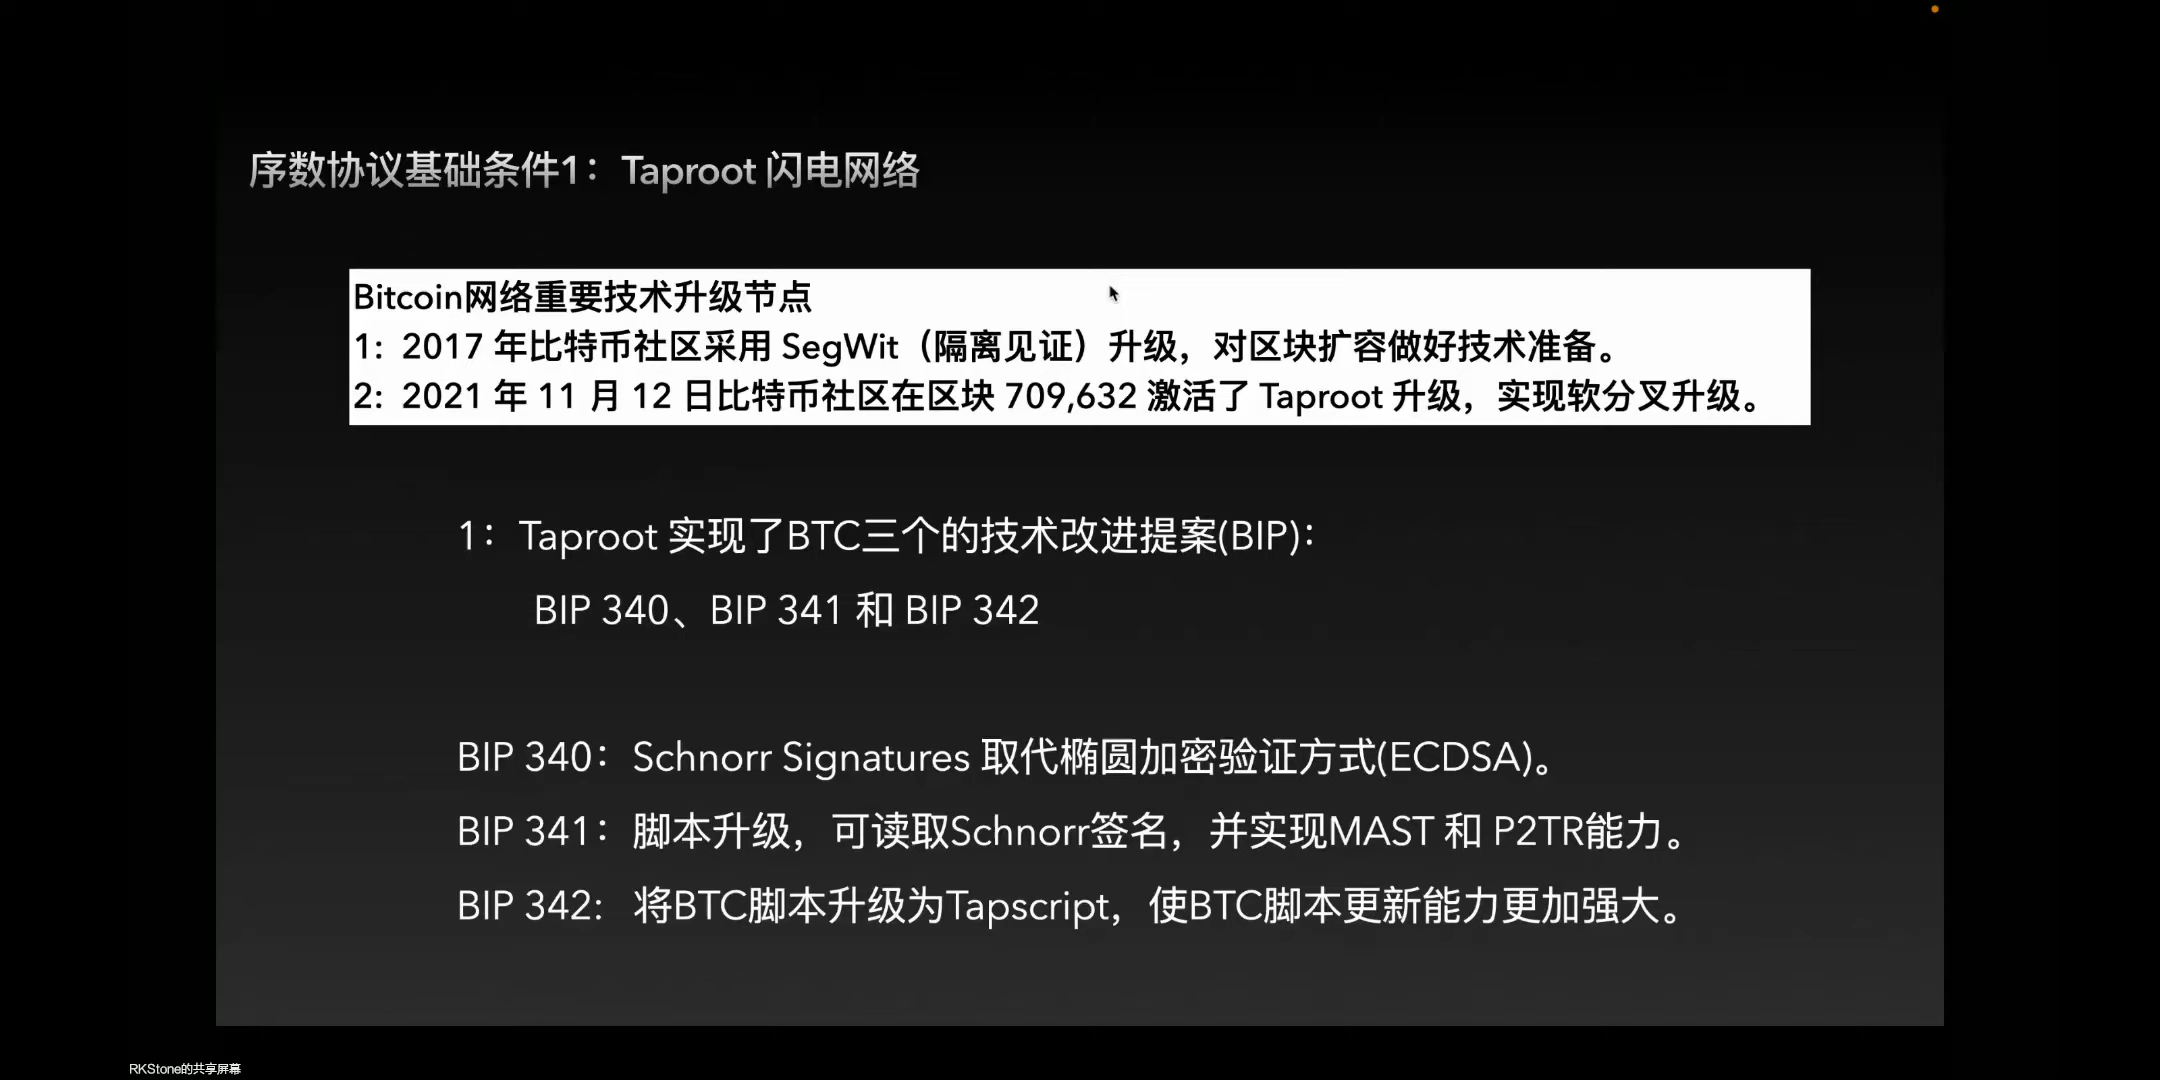 序数协议基础条件1：Taproot 闪电网络
Bitcoin网络重要技术升级节点
1：2017 年比特币社区采用 SegWit（隔离见证）升级，对区块扩容做好技术准备。
2：2021 年 11 月 12 日比特币社区在区块 709,632 激活了 Taproot 升级，实现软分叉升级。
1：Taproot 实现了BTC三个的技术改进提案(BIP)：
BIP 340、BIP 341 和 BIP 342
BIP 340：Schnorr Signatures 取代椭圆加密验证方式(ECDSA)。
BIP 341：脚本升级，可读取Schnorr签名，并实现MAST 和 P2TR能力。
BIP 342：将BTC脚本升级为Tapscript，使BTC脚本更新能力更加强大。
RKStone的共享屏幕